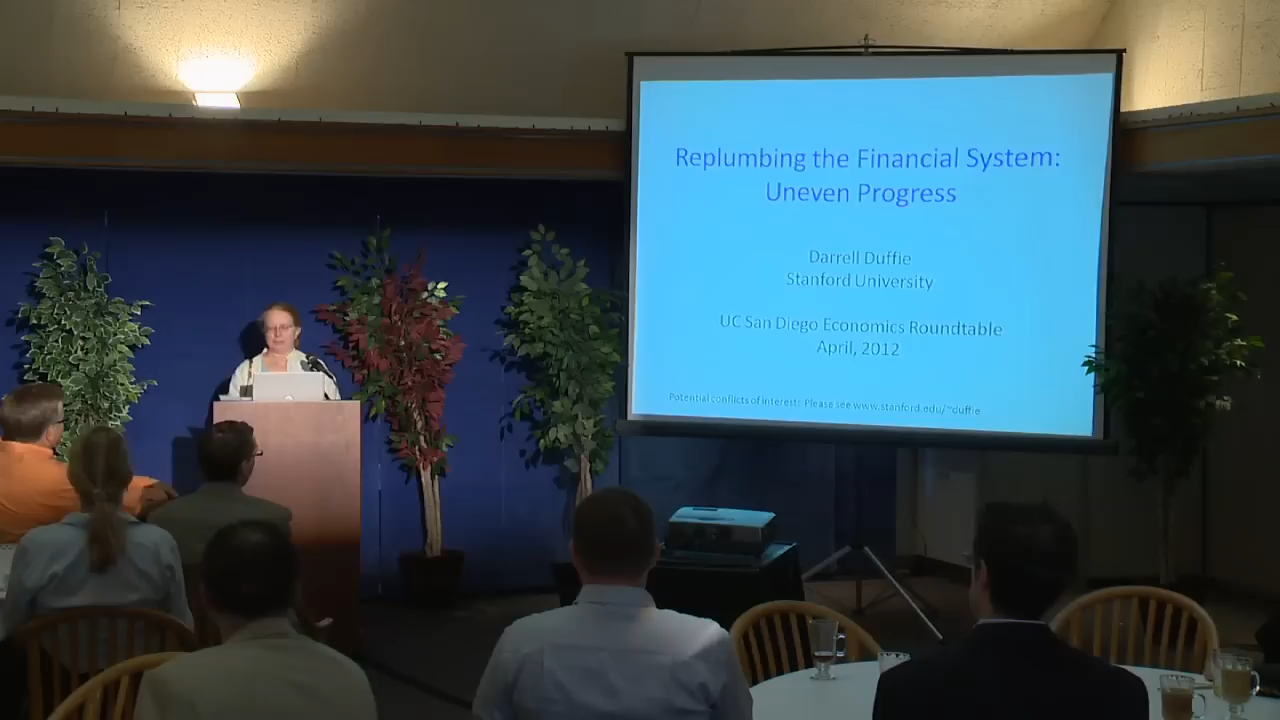 Replumbing the Financial System:
Uneven Progress
Darrell Duffie
Stanford University
UC San Diego Economics Roundtable
April, 2012
Potential conflicts of interest: Please see www.stanford.edu/~duffie